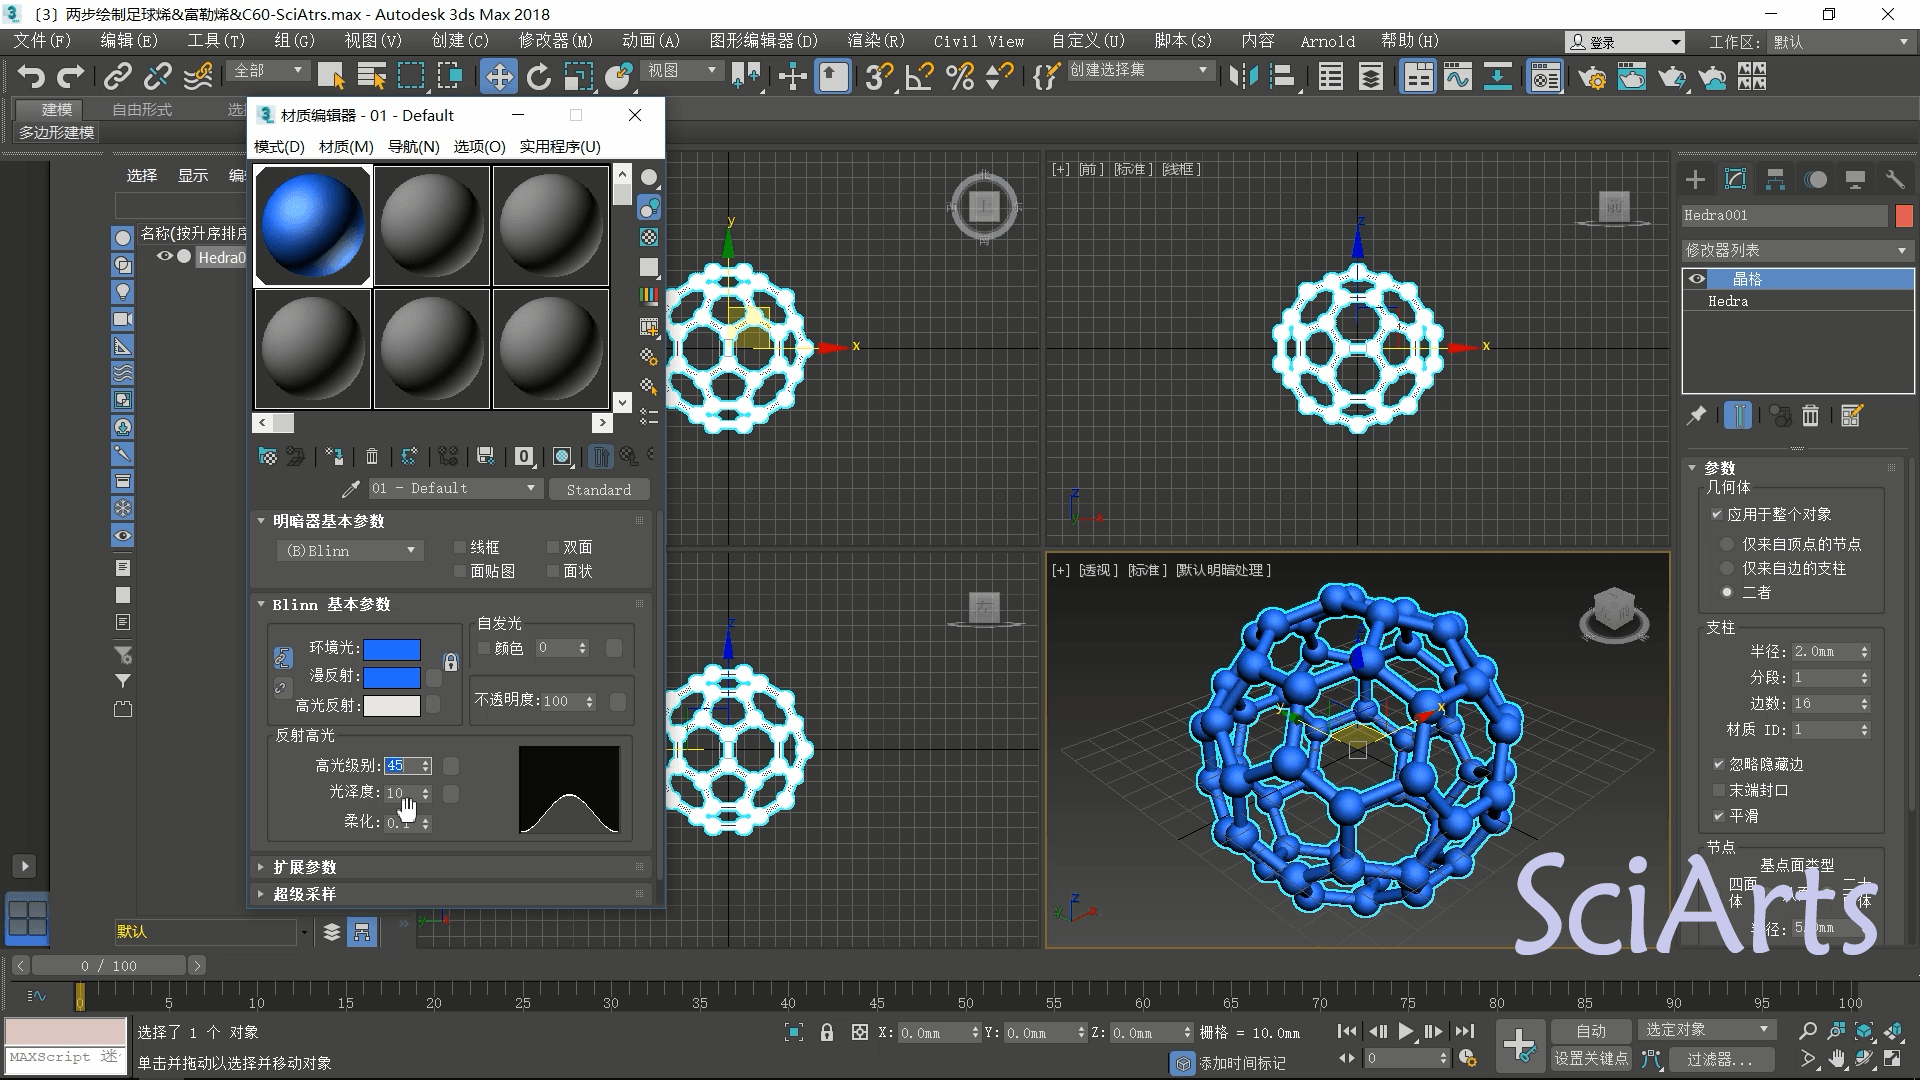 〔3〕两步绘制足球烯&富勒烯&C60-SciAtrs.max - Autodesk 3ds Max 2018
文件(F) 编辑(E) 工具(T) 组(G) 视图(V) 创建(C) 修改器(M) 动画(A) 图形编辑器(D) 渲染(R) Civil View 自定义(U) 脚本(S) 内容 Arnold 帮助(H) 登录 工作区: 默认
全部 视图 创建选择集
建模 自由形式
多边形建模
材质编辑器 - 01 - Default
模式(D) 材质(M) 导航(N) 选项(O) 实用程序(U)
选择 显示
名称(按升序排序
Hedra0
01 - Default Standard
明暗器基本参数
(B)Blinn 线框 双面
面贴图 面状
Blinn 基本参数
环境光:
漫反射:
高光反射:
自发光
颜色 0
不透明度: 100
反射高光
高光级别: 45
光泽度: 10
柔化: 0.1
扩展参数
超级采样
[+] [前] [标准] [线框]
[+] [透视] [标准] [默认明暗处理]
北
西 上 东
南
前
左
y
x
z
x
z
z
y
x
Hedra001
修改器列表
晶格
Hedra
参数
几何体
应用于整个对象
仅来自顶点的节点
仅来自边的支柱
二者
支柱
半径: 2.0mm
分段: 1
边数: 16
材质 ID: 1
忽略隐藏边
末端封口
平滑
节点
基点面类型
四面体
SciArts
默认
0 / 100
0 5 10 15 20 25 30 35 40 45 50 55 60 65 70 75 80 85 90 95 100
选择了 1 个 对象
X: 0.0mm Y: 0.0mm Z: 0.0mm 栅格 = 10.0mm
自动 选定对象
MAXScript 迷
单击并拖动以选择并移动对象
添加时间标记
0
设置关键点 过滤器...